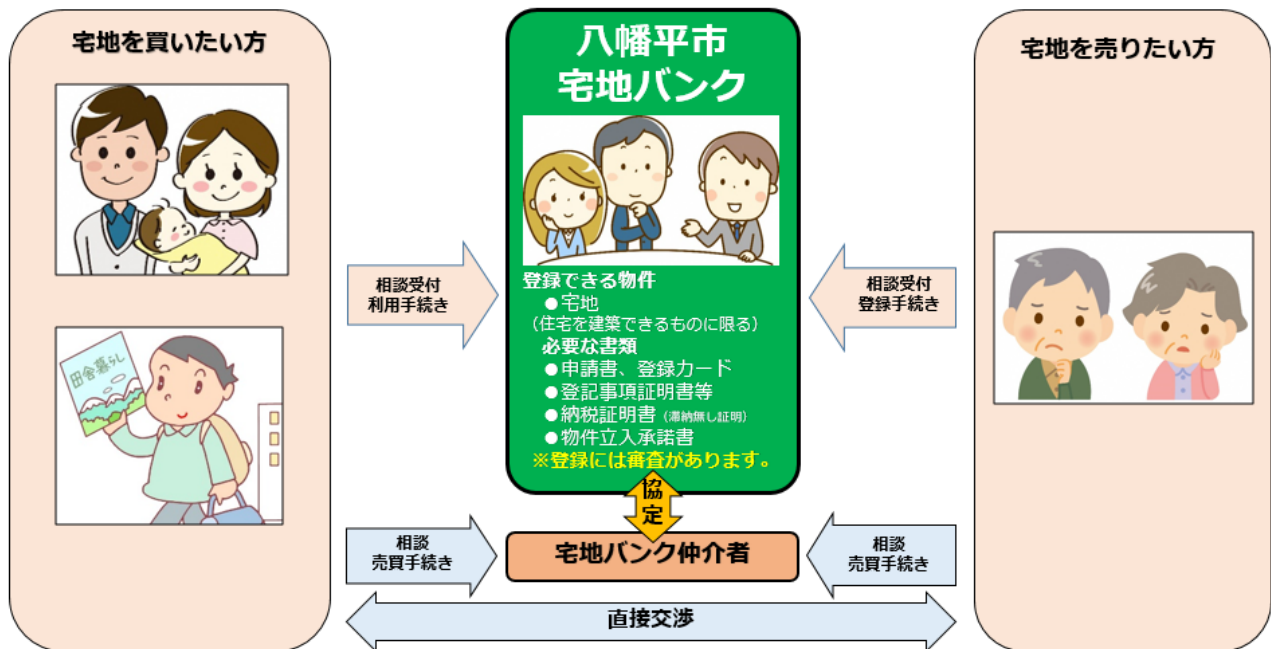 宅地を買いたい方
田舎暮らし
相談受付
利用手続き
八幡平市
宅地バンク
登録できる物件
●宅地
(住宅を建築できるものに限る)
必要な書類
●申請書、登録カード
●登記事項証明書等
●納税証明書(滞納無し証明)
●物件立入承諾書
※登録には審査があります。
協定
宅地バンク仲介者
相談
売買手続き
宅地を売りたい方
相談受付
登録手続き
相談
売買手続き
直接交渉